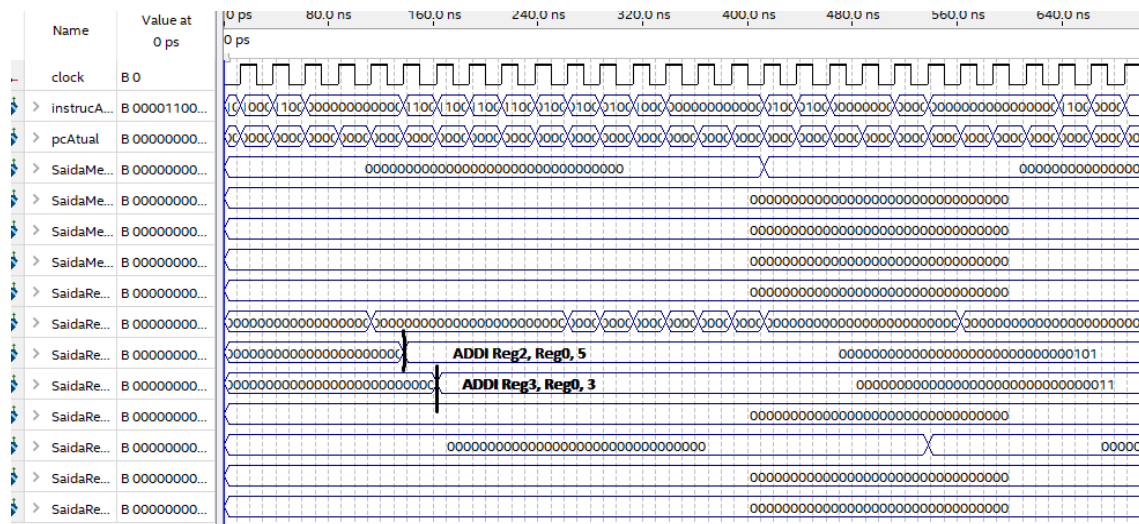 Name
Value at
0 ps
0 ps 80.0 ns 160.0 ns 240.0 ns 320.0 ns 400.0 ns 480.0 ns 560.0 ns 640.0 ns
0 ps
clock B 0
instrucA... B 00001100...
pcAtual B 00000000...
SaidaMe... B 00000000... 00000000000000000000000000000000
SaidaMe... B 00000000... 00000000000000000000000000000000
SaidaMe... B 00000000... 00000000000000000000000000000000
SaidaMe... B 00000000... 00000000000000000000000000000000
SaidaRe... B 00000000... 00000000000000000000000000000000
SaidaRe... B 00000000...
SaidaRe... B 00000000... ADDI Reg2, Reg0, 5 00000000000000000000000000000101
SaidaRe... B 00000000... ADDI Reg3, Reg0, 3 00000000000000000000000000000011
SaidaRe... B 00000000... 00000000000000000000000000000000
SaidaRe... B 00000000... 00000000000000000000000000000000
SaidaRe... B 00000000... 00000000000000000000000000000000
SaidaRe... B 00000000... 00000000000000000000000000000000